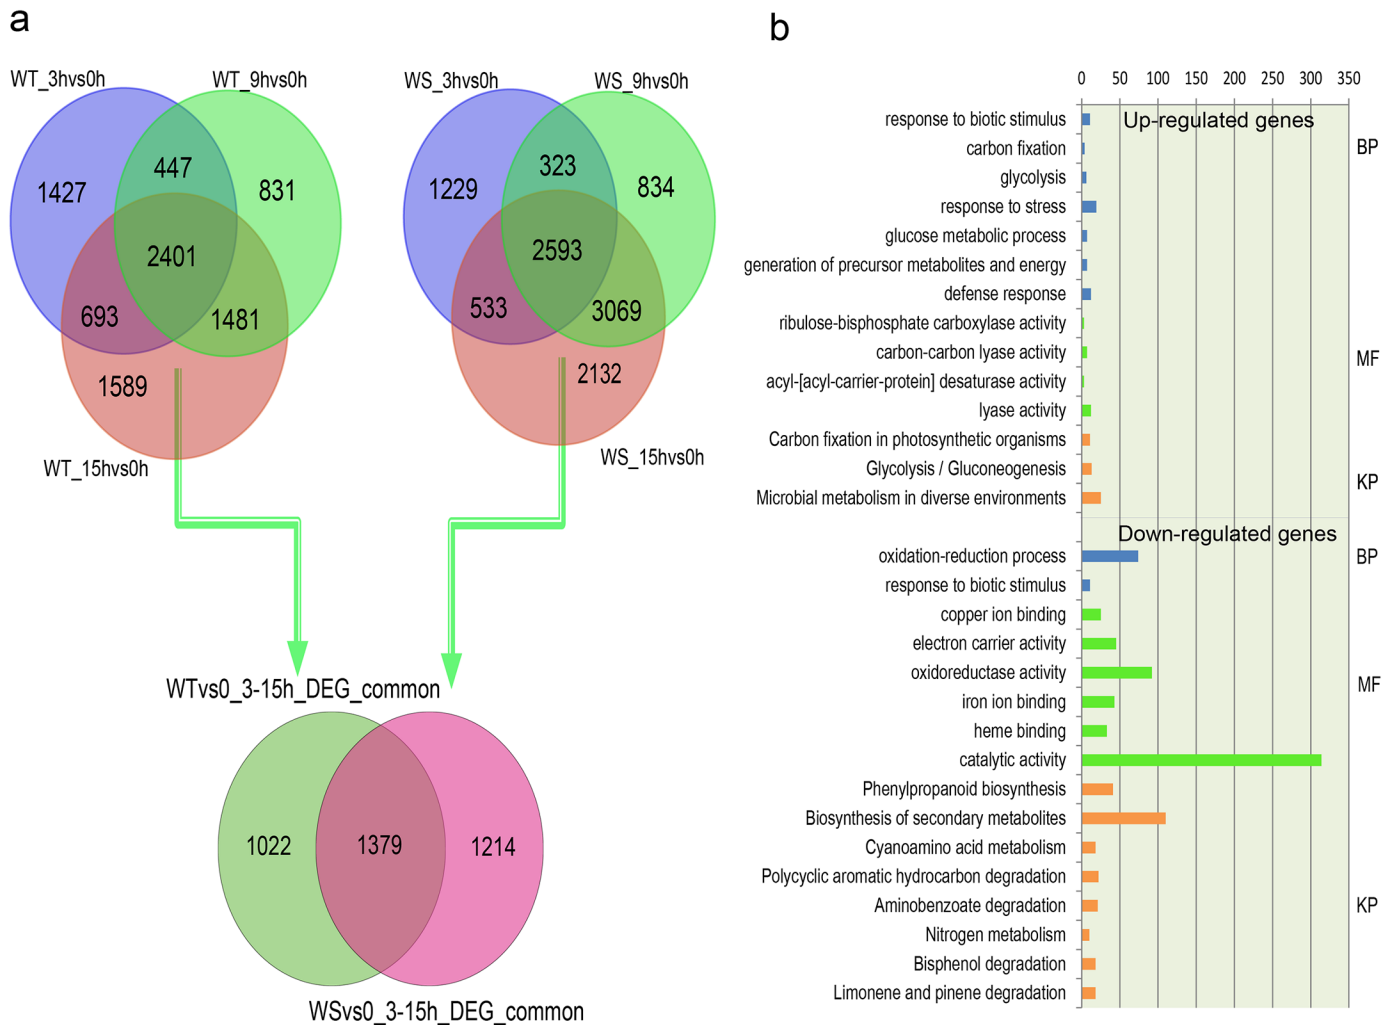 a
WT_3hvs0h
WT_9hvs0h
1427
447
831
2401
693
1481
1589
WT_15hvs0h
WS_3hvs0h
WS_9hvs0h
1229
323
834
2593
533
3069
2132
WS_15hvs0h
WTvs0_3-15h_DEG_common
1022
1379
1214
WSvs0_3-15h_DEG_common
b
0 50 100 150 200 250 300 350
Up-regulated genes
response to biotic stimulus
BP
carbon fixation
glycolysis
response to stress
glucose metabolic process
generation of precursor metabolites and energy
defense response
ribulose-bisphosphate carboxylase activity
carbon-carbon lyase activity
MF
acyl-[acyl-carrier-protein] desaturase activity
lyase activity
Carbon fixation in photosynthetic organisms
Glycolysis / Gluconeogenesis
KP
Microbial metabolism in diverse environments
Down-regulated genes
oxidation-reduction process
BP
response to biotic stimulus
copper ion binding
electron carrier activity
oxidoreductase activity
MF
iron ion binding
heme binding
catalytic activity
Phenylpropanoid biosynthesis
Biosynthesis of secondary metabolites
Cyanoamino acid metabolism
Polycyclic aromatic hydrocarbon degradation
Aminobenzoate degradation
KP
Nitrogen metabolism
Bisphenol degradation
Limonene and pinene degradation